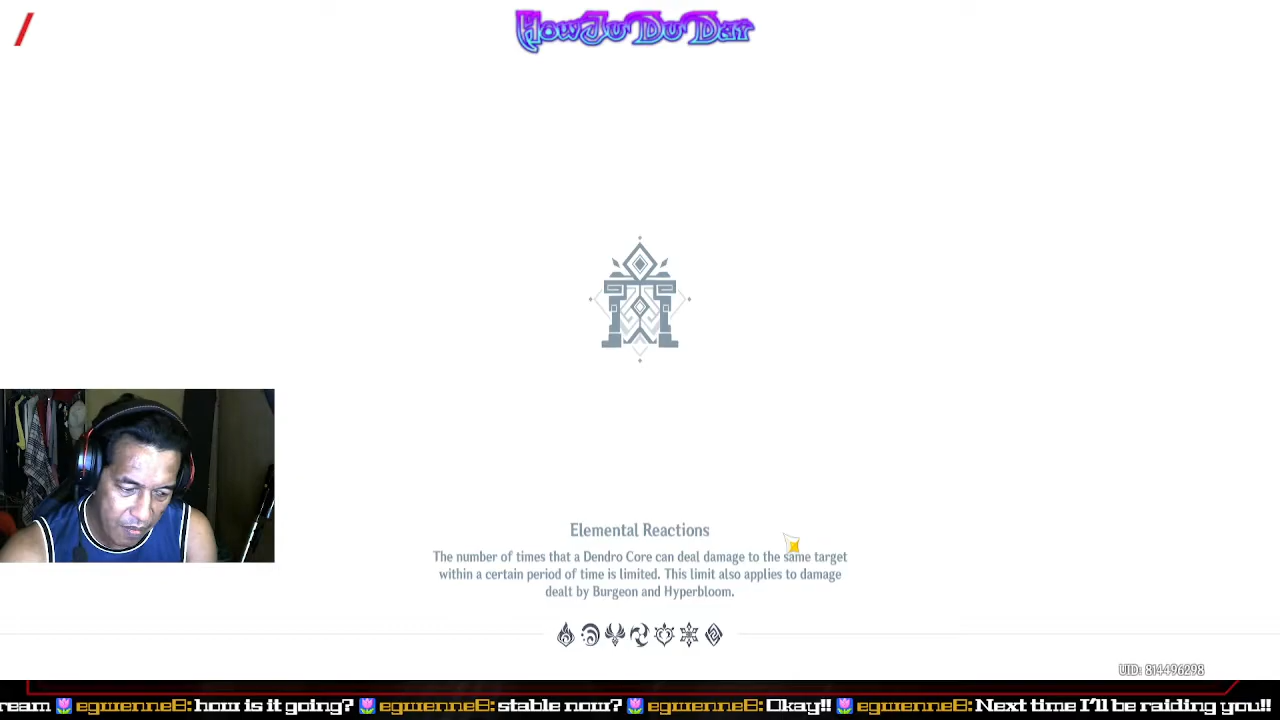 HowJuDuDat
Elemental Reactions
The number of times that a Dendro Core can deal damage to the same target
within a certain period of time is limited. This limit also applies to damage
dealt by Burgeon and Hyperbloom.
UID: 814496298
ream 🌷 egwenne8: how is it going? 🌷 egwenne8: stable now? 🌷 egwenne8: Okay!! 🌷 egwenne8: Next time I'll be raiding you!!